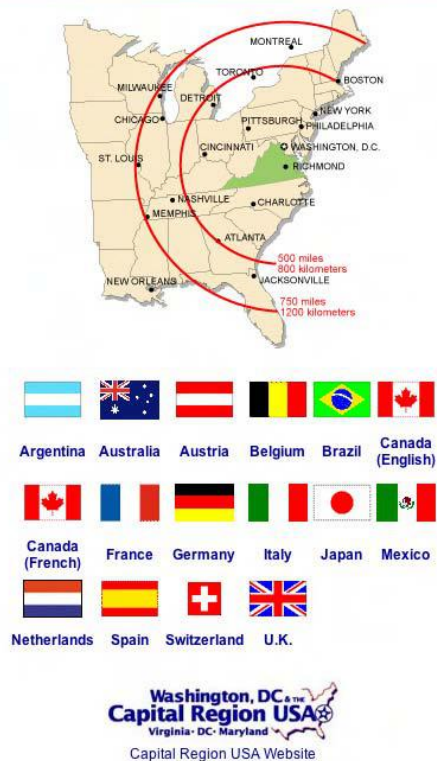 MONTREAL
TORONTO
BOSTON
MILWAUKEE
DETROIT
NEW YORK
CHICAGO
PITTSBURGH
PHILADELPHIA
CINCINNATI
WASHINGTON, D.C.
ST. LOUIS
RICHMOND
NASHVILLE
CHARLOTTE
MEMPHIS
ATLANTA
500 miles
800 kilometers
JACKSONVILLE
NEW ORLEANS
750 miles
1200 kilometers
Argentina Australia Austria Belgium Brazil Canada
(English)
Canada
(French) France Germany Italy Japan Mexico
Netherlands Spain Switzerland U.K.
Washington, DC & THE
Capital Region USA
Virginia · DC · Maryland
Capital Region USA Website